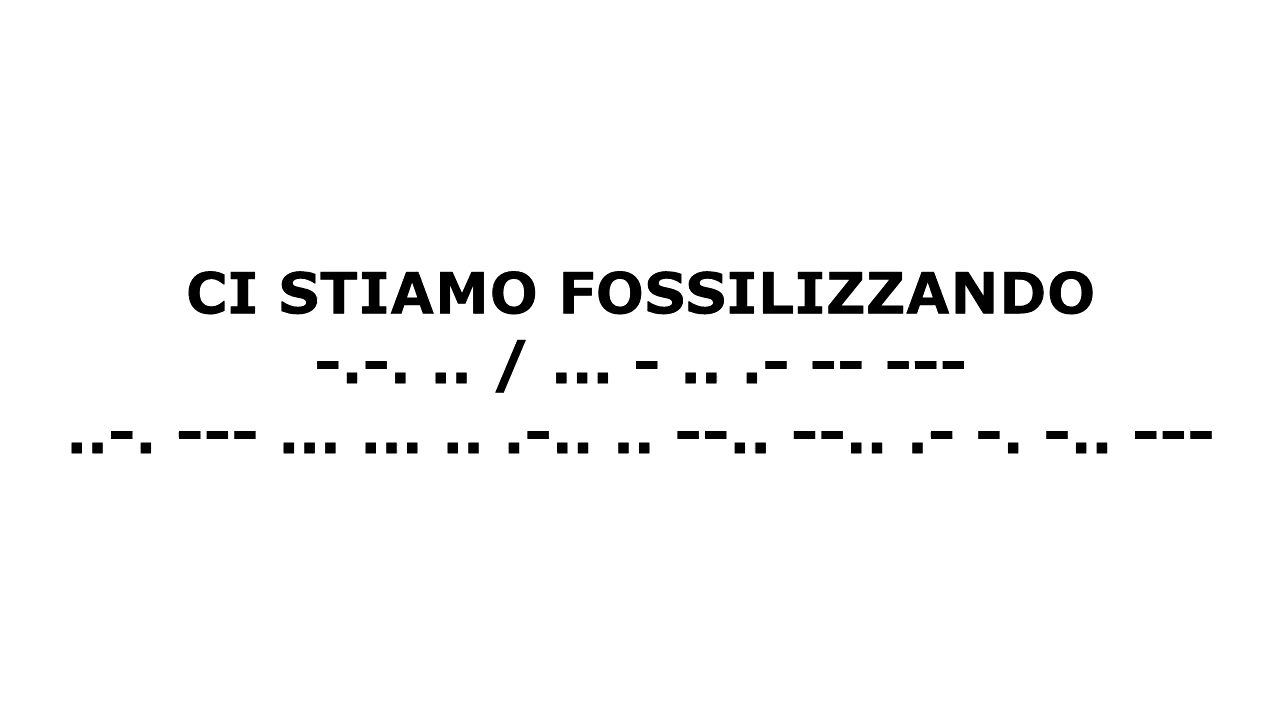 CI STIAMO FOSSILIZZANDO
-.-. .. / ... - .. .- -- ---
..-. --- ... ... .. .-.. .. --.. --.. .- -. -.. ---